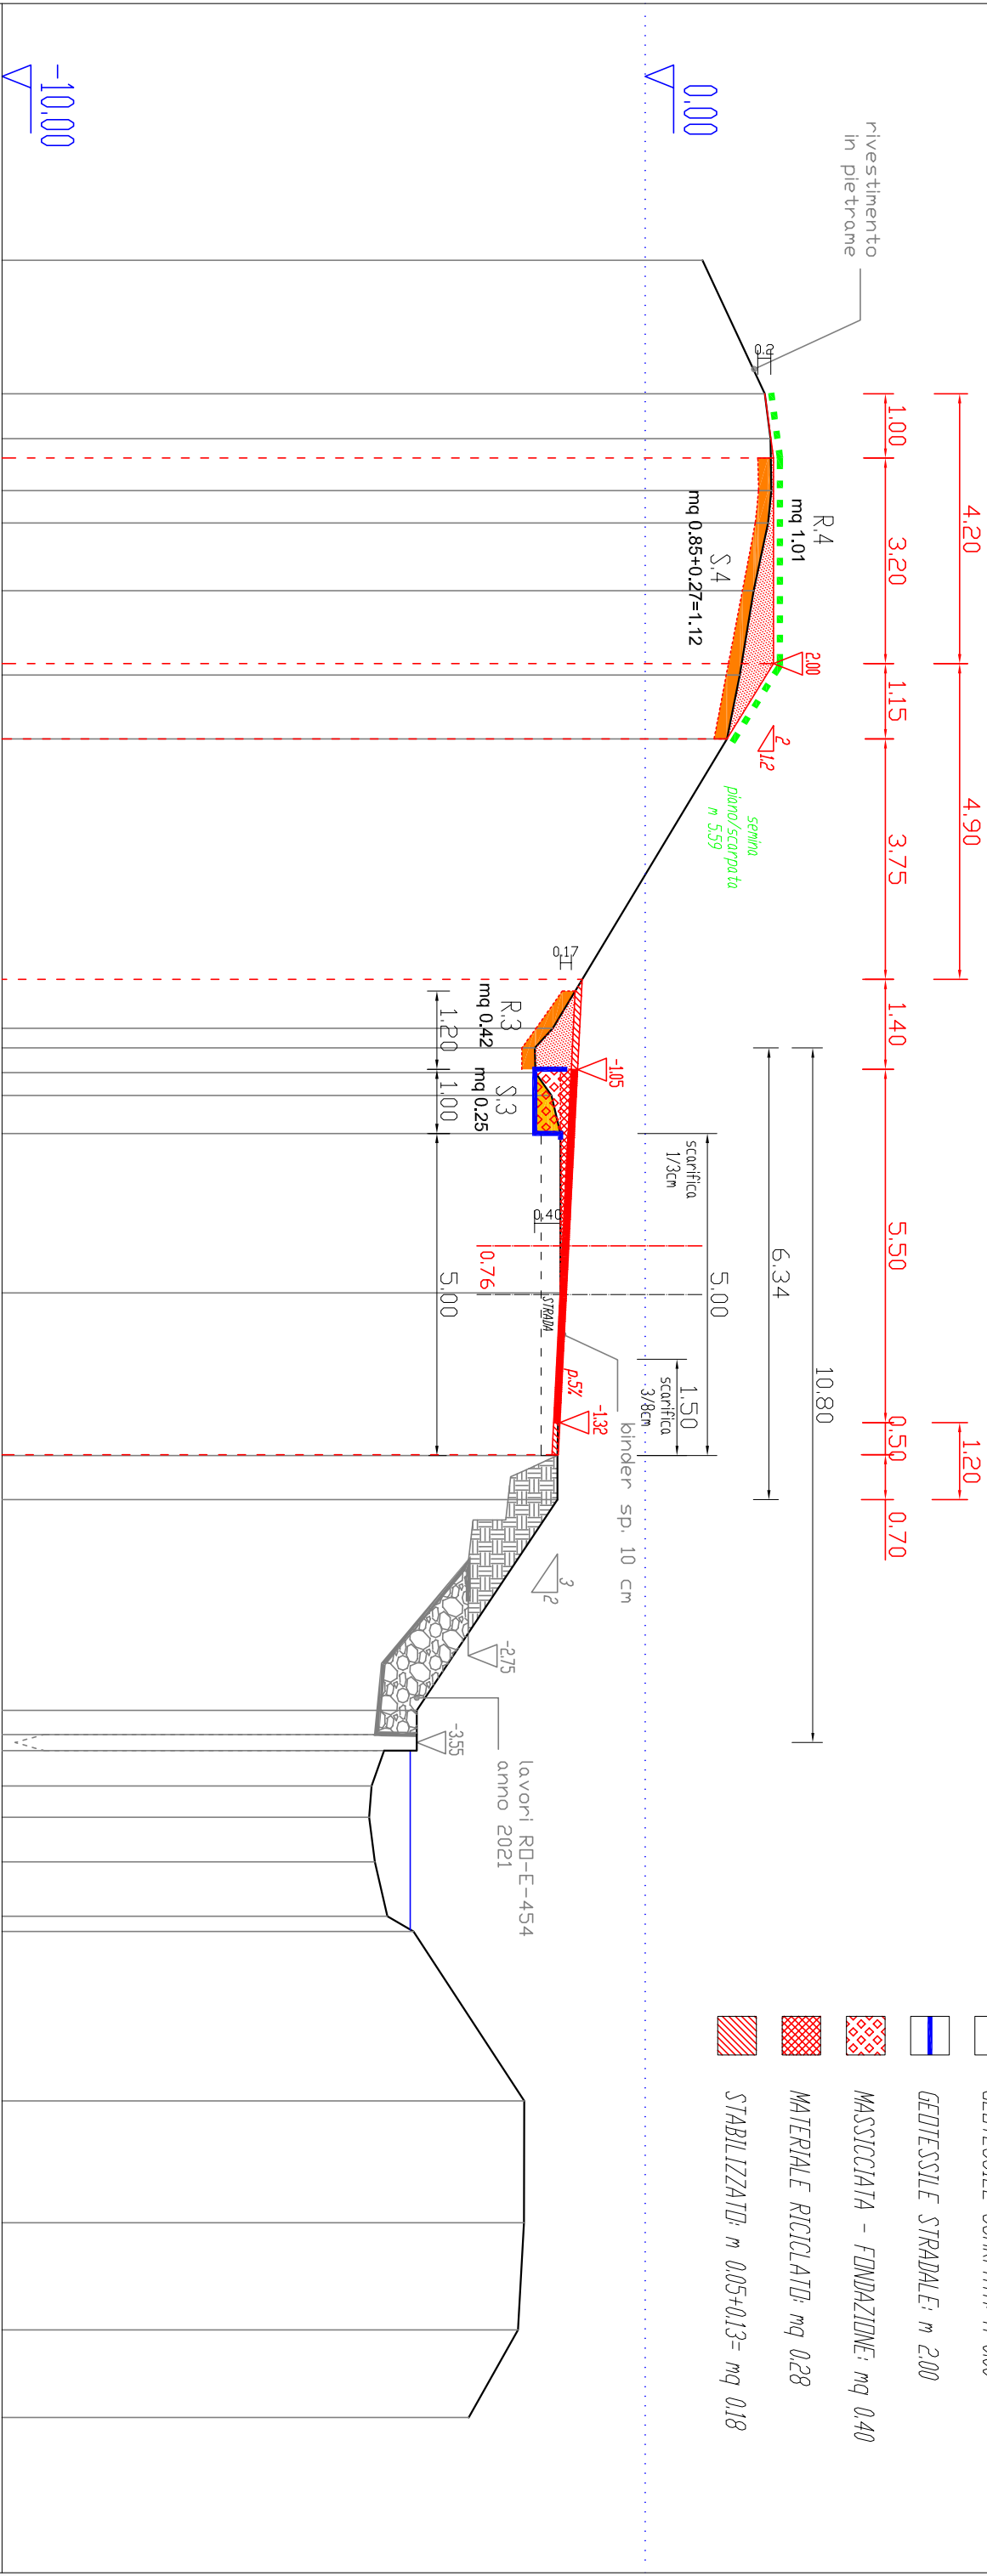 4,20
4,90
1,20
1,00
3,20
1,15
3,75
1,40
5,50
0,50
0,70
10,80
6,34
5,00
1,50
scarifica
1/3cm
scarifica
3/8cm
rivestimento
in pietrame
0,00
-10,00
0.2
R,4
mq 1.01
S,4
mq 0.85+0.27=1.12
2.00
2
1.2
semina
piano/scarpata
m 5.59
0.17
R,3
mq 0.42
S,3
mq 0.25
1,20
1,00
5,00
-1.05
0.40
0,76
STRADA
p.5%
-1.32
binder sp. 10 cm
3
2
-2.75
-3.55
lavori RO-E-454
anno 2021
GEOTESSILE STRADALE: m 2.00
MASSICCIATA - FONDAZIONE: mq 0.40
MATERIALE RICICLATO: mq 0.28
STABILIZZATO: m 0.05+0.13= mq 0.18